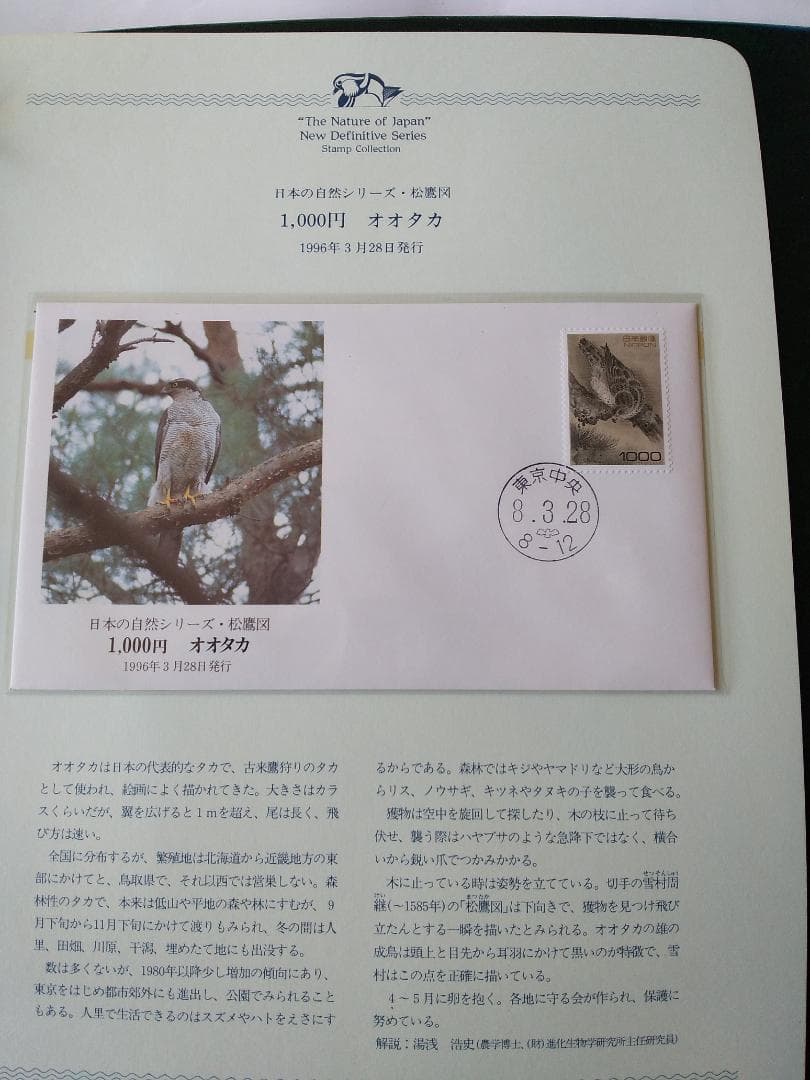 “The Nature of Japan”
New Definitive Series
Stamp Collection
日本の自然シリーズ・松鷹図
1,000円　オオタカ
1996年3月28日発行
日本郵便
NIPPON
1000
東京中央
8.3.28
8-12
日本の自然シリーズ・松鷹図
1,000円　オオタカ
1996年3月28日発行
オオタカは日本の代表的なタカで、古来鷹狩りのタカ
として使われ、絵画によく描かれてきた。大きさはカラ
スくらいだが、翼を広げると1mを超え、尾は長く、飛
び方は速い。
全国に分布するが、繁殖地は北海道から近畿地方の東
部にかけてと、鳥取県で、それ以西では営巣しない。森
林性のタカで、本来は低山や平地の森や林にすむが、9
月下旬から11月下旬にかけて渡りもみられ、冬の間は人
里、田畑、川原、干潟、埋めたて地にも出没する。
数は多くないが、1980年以降少し増加の傾向にあり、
東京をはじめ都市郊外にも進出し、公園でみられること
もある。人里で生活できるのはスズメやハトをえさにす
るからである。森林ではキジやヤマドリなど大形の鳥か
らリス、ノウサギ、キツネやタヌキの子を襲って食べる。
獲物は空中を旋回して探したり、木の枝に止って待ち
伏せ、襲う際はハヤブサのような急降下ではなく、横合
いから鋭い爪でつかみかかる。
せっそんしゅう
木に止っている時は姿勢を立てている。切手の雪村周
けい　まつたか
継(〜1585年)の「松鷹図」は下向きで、獲物を見つけ飛び
立たんとする一瞬を描いたとみられる。オオタカの雄の
成鳥は頭上と目先から耳羽にかけて黒いのが特徴で、雪
村はこの点を正確に描いている。
4〜5月に卵を抱く。各地に守る会が作られ、保護に
努めている。
解説：湯浅　浩史(農学博士、(財)進化生物学研究所主任研究員)